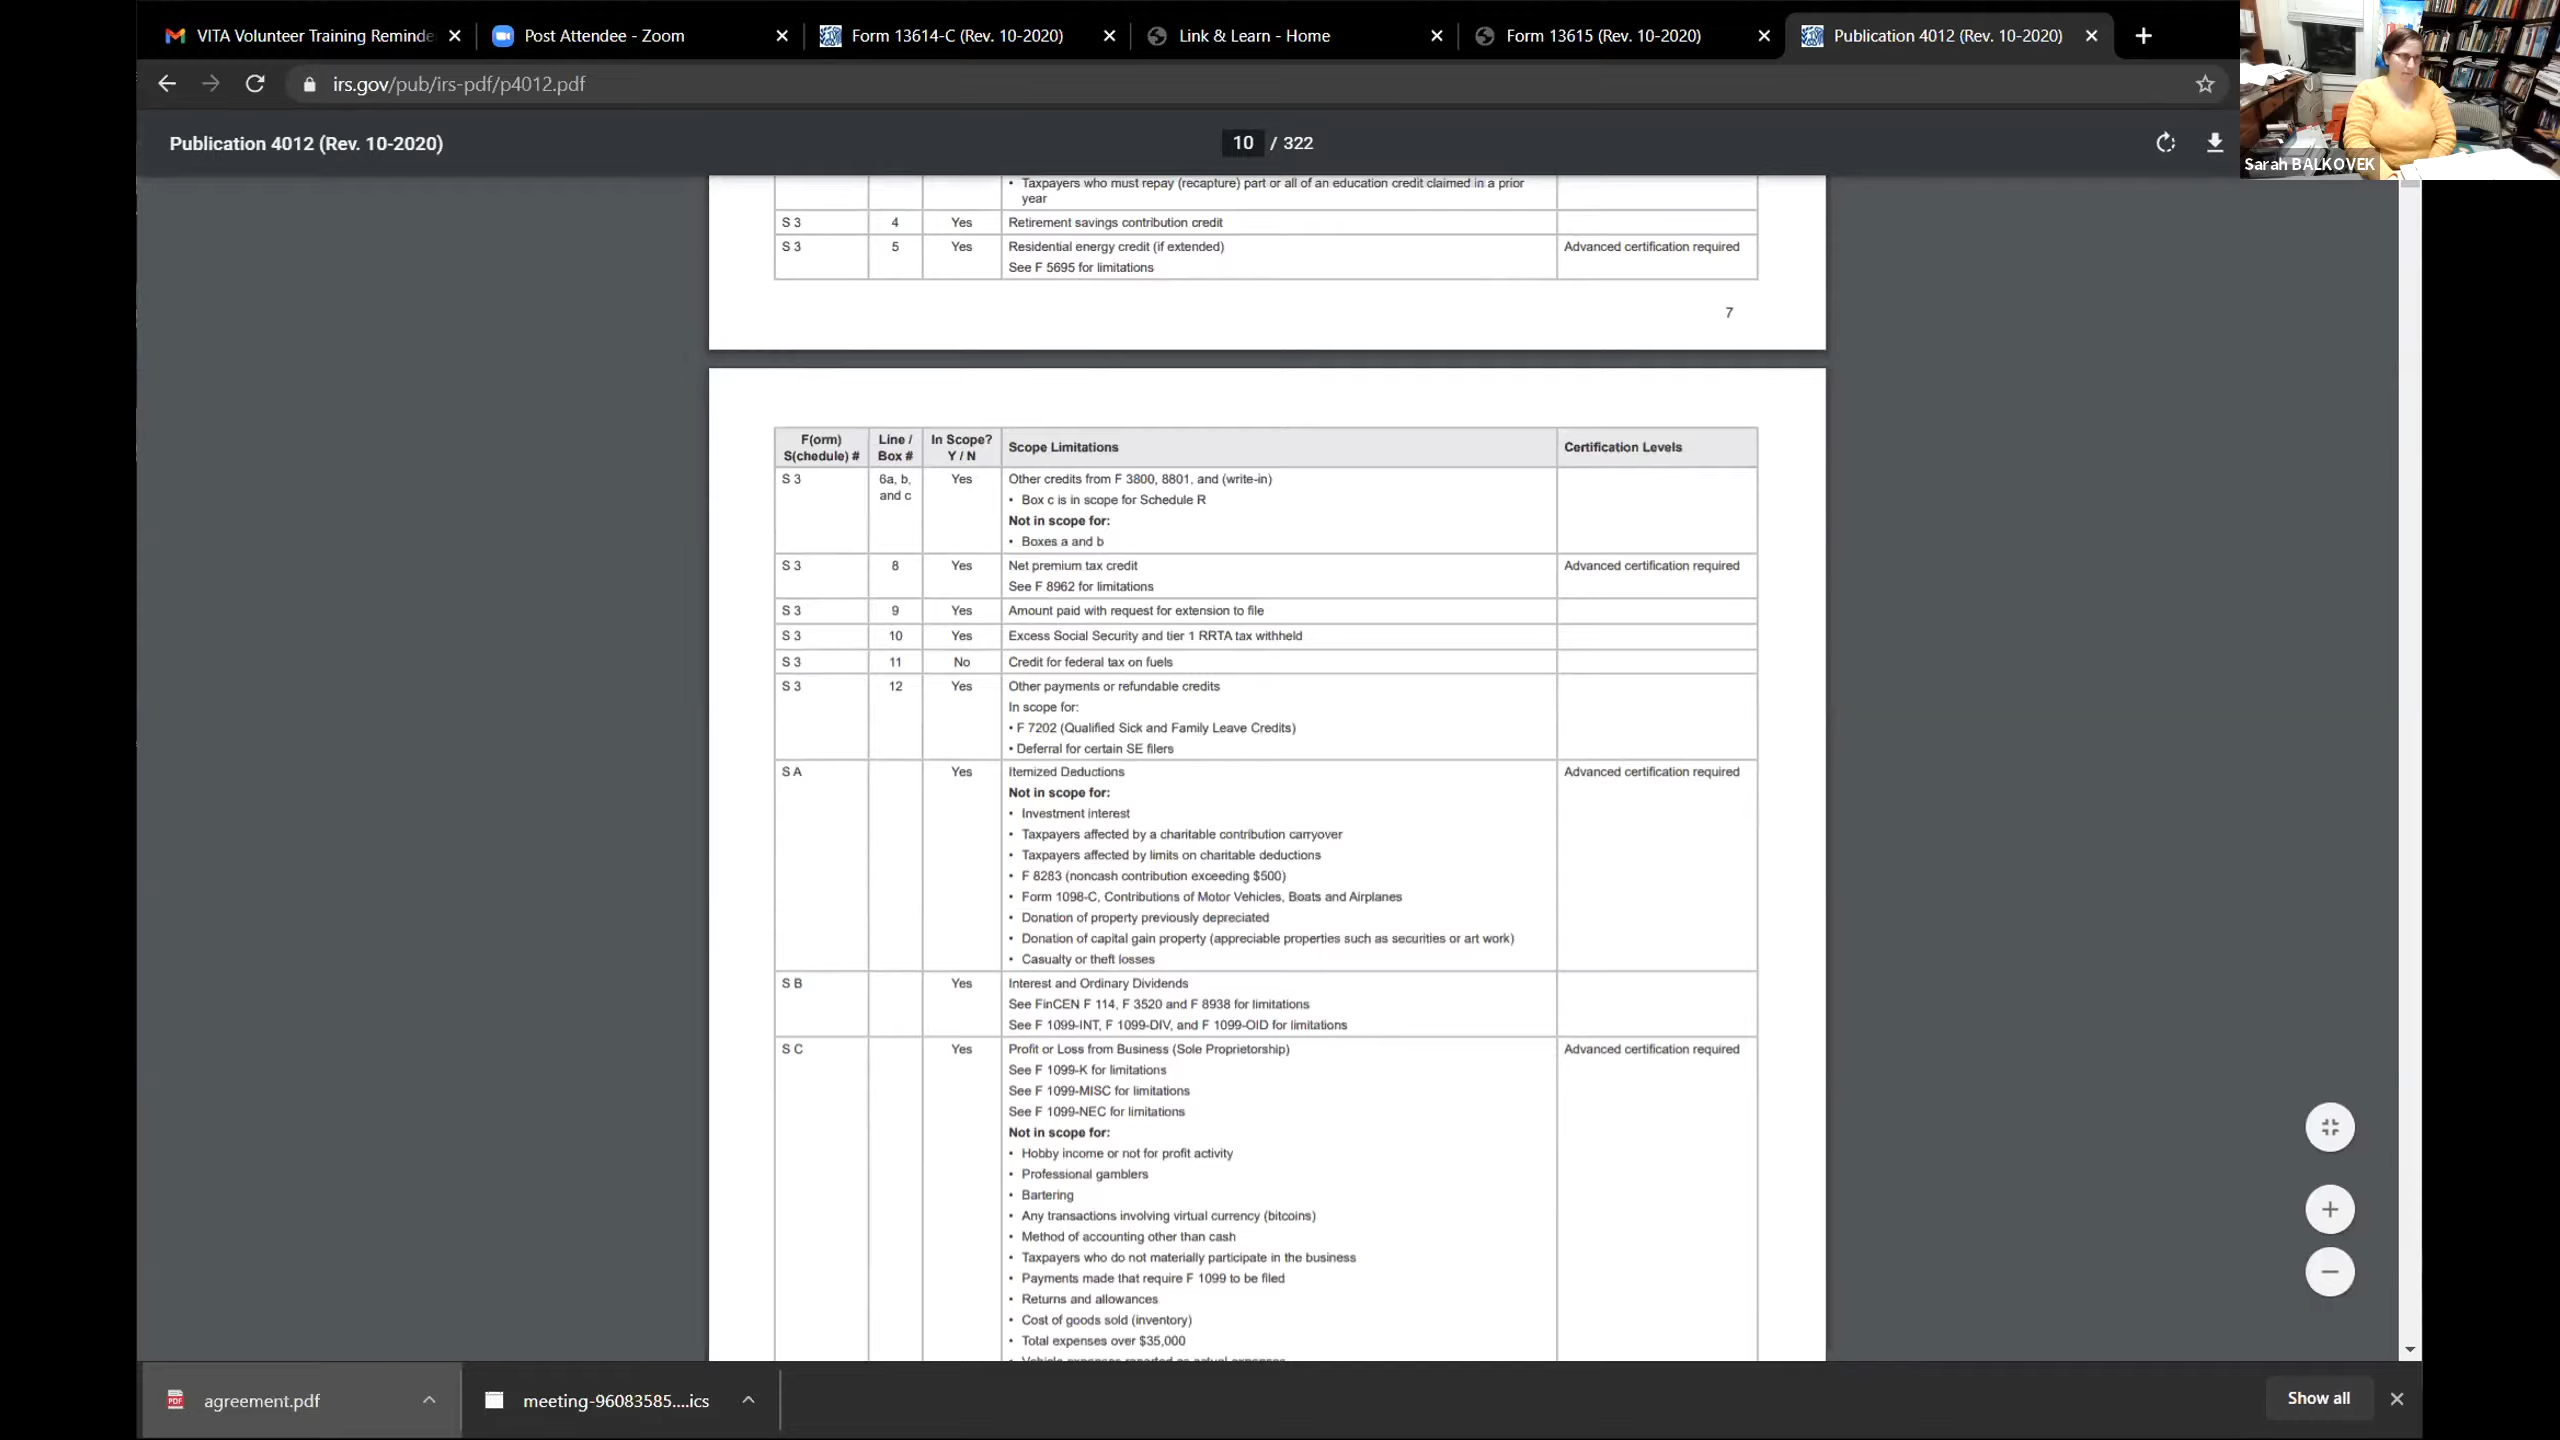 VITA Volunteer Training Reminde
Post Attendee - Zoom
Form 13614-C (Rev. 10-2020)
Link & Learn - Home
Form 13615 (Rev. 10-2020)
Publication 4012 (Rev. 10-2020)
irs.gov/pub/irs-pdf/p4012.pdf
Publication 4012 (Rev. 10-2020)
10 / 322
Sarah BALKOVEK
• Taxpayers who must repay (recapture) part or all of an education credit claimed in a prior
year
S 3 4 Yes Retirement savings contribution credit
S 3 5 Yes Residential energy credit (if extended) Advanced certification required
See F 5695 for limitations
7
F(orm) Line / In Scope? Scope Limitations Certification Levels
S(chedule) # Box # Y / N
S 3 6a, b, Yes Other credits from F 3800, 8801, and (write-in)
and c • Box c is in scope for Schedule R
Not in scope for:
• Boxes a and b
S 3 8 Yes Net premium tax credit Advanced certification required
See F 8962 for limitations
S 3 9 Yes Amount paid with request for extension to file
S 3 10 Yes Excess Social Security and tier 1 RRTA tax withheld
S 3 11 No Credit for federal tax on fuels
S 3 12 Yes Other payments or refundable credits
In scope for:
• F 7202 (Qualified Sick and Family Leave Credits)
• Deferral for certain SE filers
S A Yes Itemized Deductions Advanced certification required
Not in scope for:
• Investment interest
• Taxpayers affected by a charitable contribution carryover
• Taxpayers affected by limits on charitable deductions
• F 8283 (noncash contribution exceeding $500)
• Form 1098-C, Contributions of Motor Vehicles, Boats and Airplanes
• Donation of property previously depreciated
• Donation of capital gain property (appreciable properties such as securities or art work)
• Casualty or theft losses
S B Yes Interest and Ordinary Dividends
See FinCEN F 114, F 3520 and F 8938 for limitations
See F 1099-INT, F 1099-DIV, and F 1099-OID for limitations
S C Yes Profit or Loss from Business (Sole Proprietorship) Advanced certification required
See F 1099-K for limitations
See F 1099-MISC for limitations
See F 1099-NEC for limitations
Not in scope for:
• Hobby income or not for profit activity
• Professional gamblers
• Bartering
• Any transactions involving virtual currency (bitcoins)
• Method of accounting other than cash
• Taxpayers who do not materially participate in the business
• Payments made that require F 1099 to be filed
• Returns and allowances
• Cost of goods sold (inventory)
• Total expenses over $35,000
• Vehicle expenses reported as actual expenses
agreement.pdf
meeting-96083585....ics
Show all